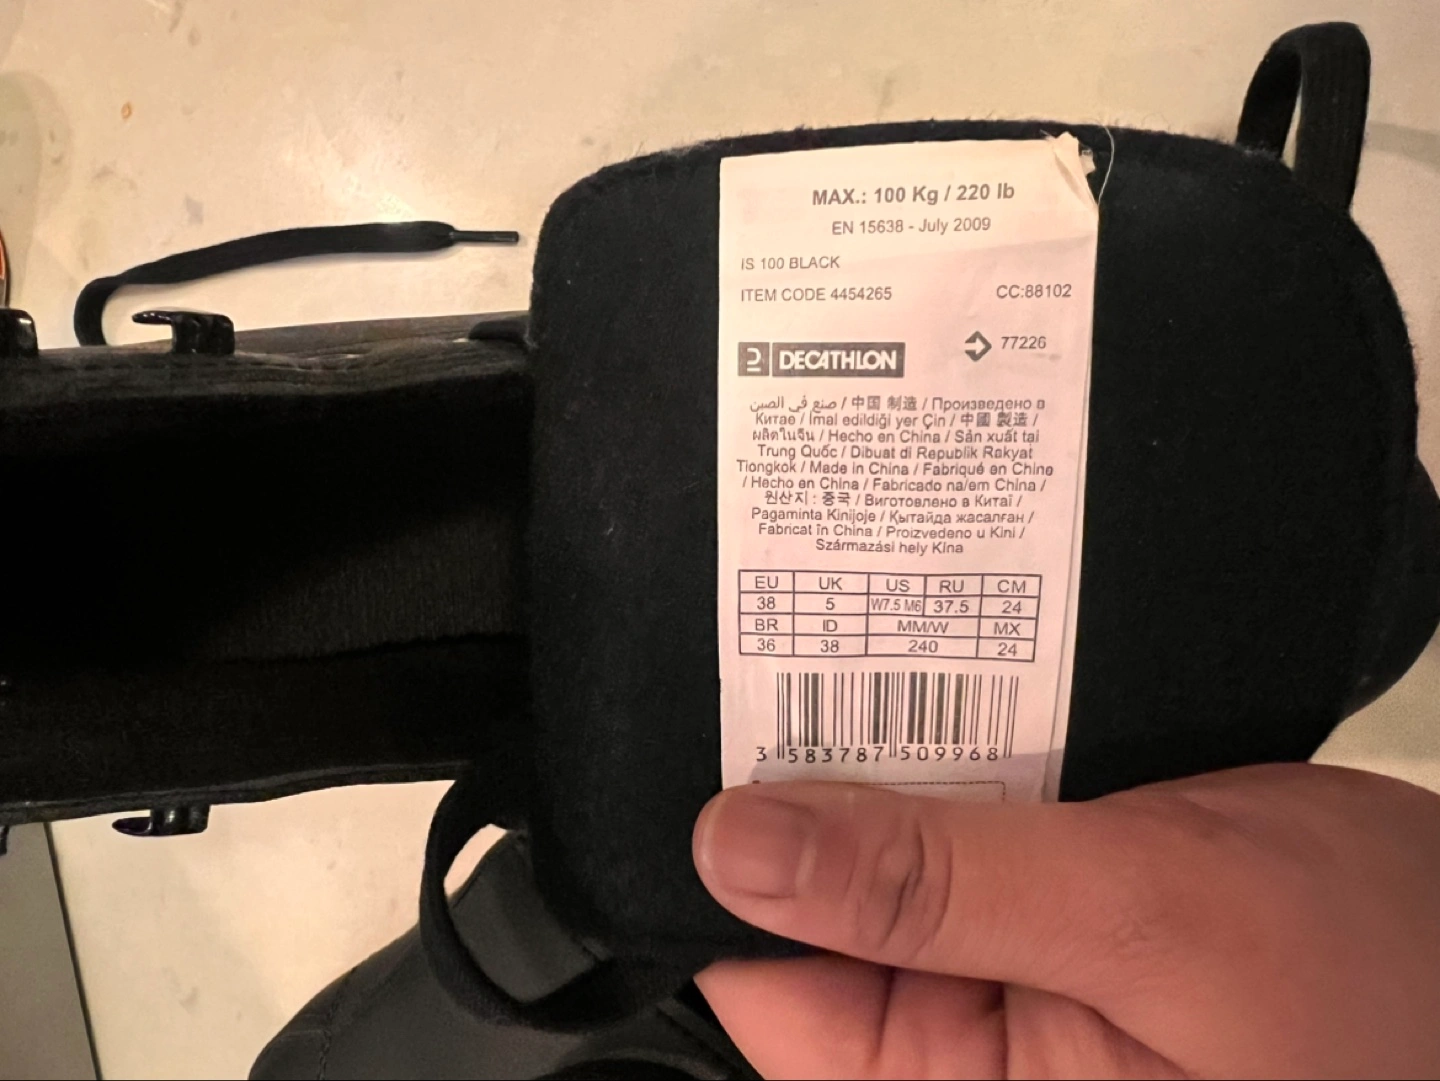 MAX.: 100 Kg / 220 lb
EN 15638 - July 2009
IS 100 BLACK
ITEM CODE 4454265 CC:88102
DECATHLON 77226
صنع في الصين / 中国 制造 / Произведено в
Китае / İmal edildiği yer Çin / 中國 製造 /
ผลิตในจีน / Hecho en China / Sản xuất tại
Trung Quốc / Dibuat di Republik Rakyat
Tiongkok / Made in China / Fabriqué en Chine
/ Hecho en China / Fabricado na/em China /
원산지 : 중국 / Виготовлено в Китаї /
Pagaminta Kinijoje / Қытайда жасалған /
Fabricat în China / Proizvedeno u Kini /
Származási hely Kína
EU UK US RU CM
38 5 W7.5 M6 37.5 24
BR ID MM/W MX
36 38 240 24
3 583787 509968